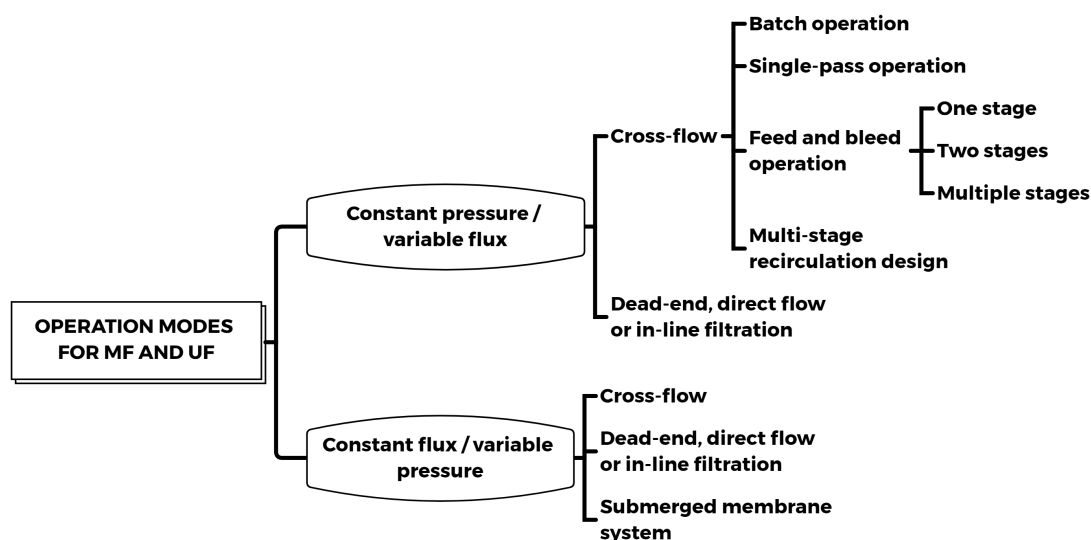 OPERATION MODES
FOR MF AND UF
Constant pressure /
variable flux
Cross-flow
Batch operation
Single-pass operation
Feed and bleed
operation
One stage
Two stages
Multiple stages
Multi-stage
recirculation design
Dead-end, direct flow
or in-line filtration
Constant flux / variable
pressure
Cross-flow
Dead-end, direct flow
or in-line filtration
Submerged membrane
system